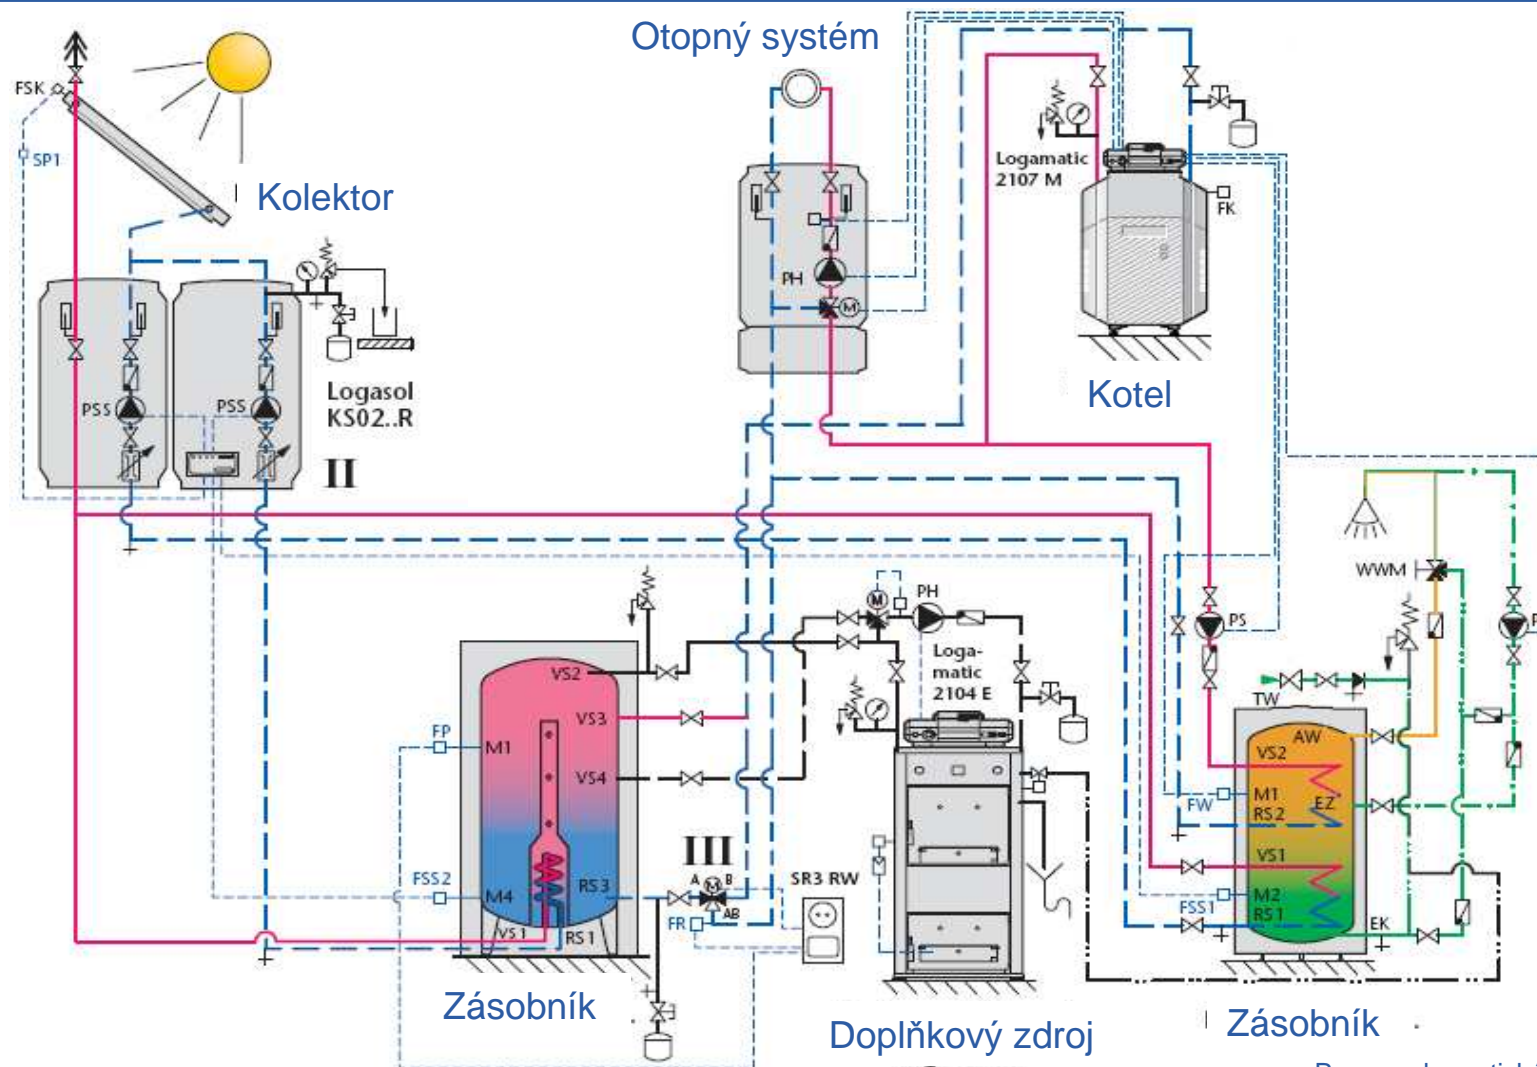 Otopný systém
FSK
SP1
Kolektor
Logamatic
2107 M
FK
PH
M
Kotel
Logasol
KS02..R
PSS
PSS
II
WWM
M
PH
PS
Loga-
matic
2104 E
TW
VS2
VS3
VS4
FP
M1
AW
VS2
FW
M1
RS2
EZ
III
VS1
FSS2
M4
RS3
A
M
B
AB
FR
SR3 RW
M2
FSS1
RS1
EK
VS1
RS1
Zásobník
Doplňkový zdroj
Zásobník